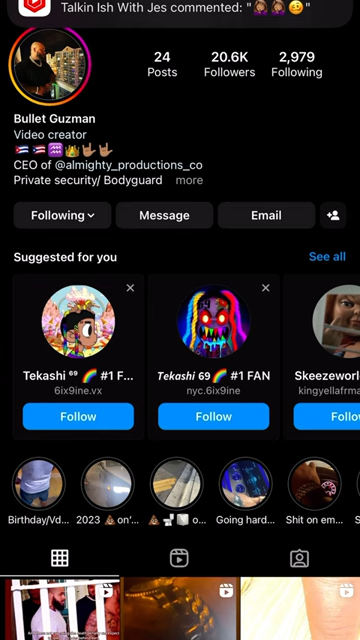 Talkin Ish With Jes commented: "🤦🏽‍♀️🤦🏽‍♀️🥴"
24
20.6K
2,979
Posts
Followers
Following
Bullet Guzman
Video creator
🇨🇺 🇵🇷 ♒👑🤘🏽🤘🏽
CEO of @almighty_productions_co
Private security/ Bodyguard more
Following
Message
Email
Suggested for you
See all
Tekashi ⁶⁹ 🌈 #1 F...
Tekashi 69 🌈 #1 FAN
Skeezeworl
6ix9ine.vx
nyc.6ix9ine
kingyellafrma
Follow
Follow
Follow
Birthday/Vd...
2023 💩on'...
Going hard...
Shit on em...